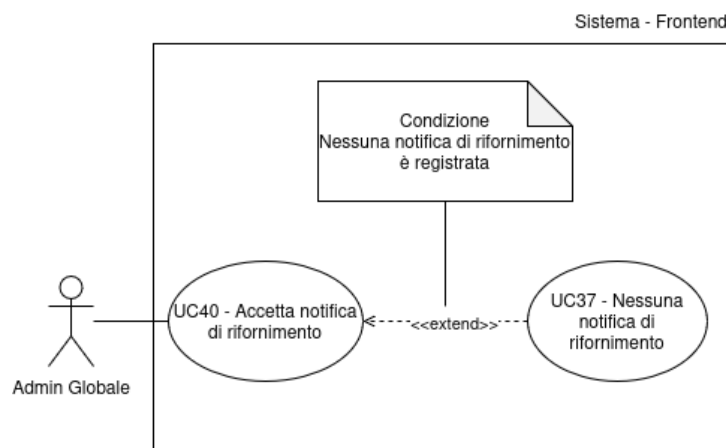 Sistema - Frontend
Condizione
Nessuna notifica di rifornimento
è registrata
UC40 - Accetta notifica
di rifornimento
<<extend>>
UC37 - Nessuna
notifica di
rifornimento
Admin Globale